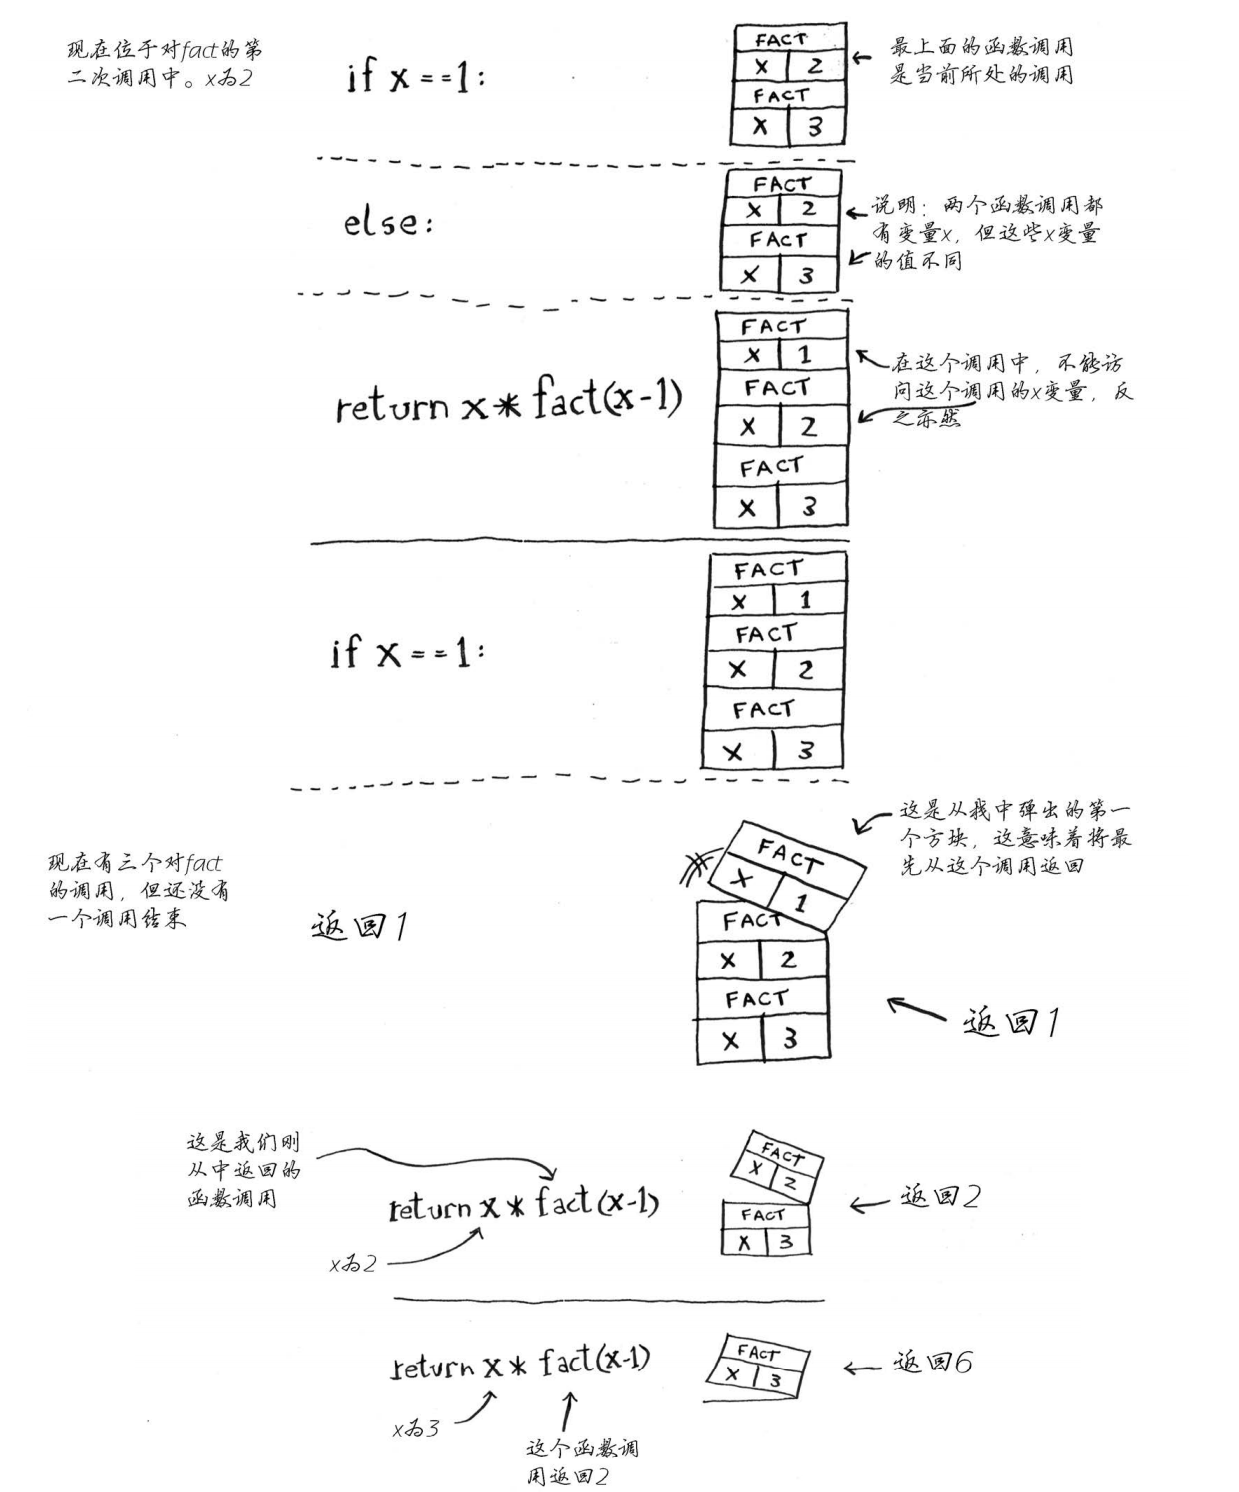 现在位于对fact的第
二次调用中。x为2
if x==1:
FACT
X 2
FACT
X 3
最上面的函数调用
是当前所处的调用
else:
FACT
X 2
FACT
X 3
说明：两个函数调用都
有变量x，但这些x变量
的值不同
return x*fact(x-1)
FACT
X 1
FACT
X 2
FACT
X 3
在这个调用中，不能访
问这个调用的x变量，反
之亦然
if x==1:
FACT
X 1
FACT
X 2
FACT
X 3
现在有三个对fact
的调用，但还没有
一个调用结束
返回1
FACT
X 1
FACT
X 2
FACT
X 3
这是从栈中弹出的第一
个方块，这意味着将最
先从这个调用返回
返回1
这是我们刚
从中返回的
函数调用
return x*fact(x-1)
x为2
FACT
X 2
FACT
X 3
返回2
return x*fact(x-1)
x为3
这个函数调
用返回2
FACT
X 3
返回6